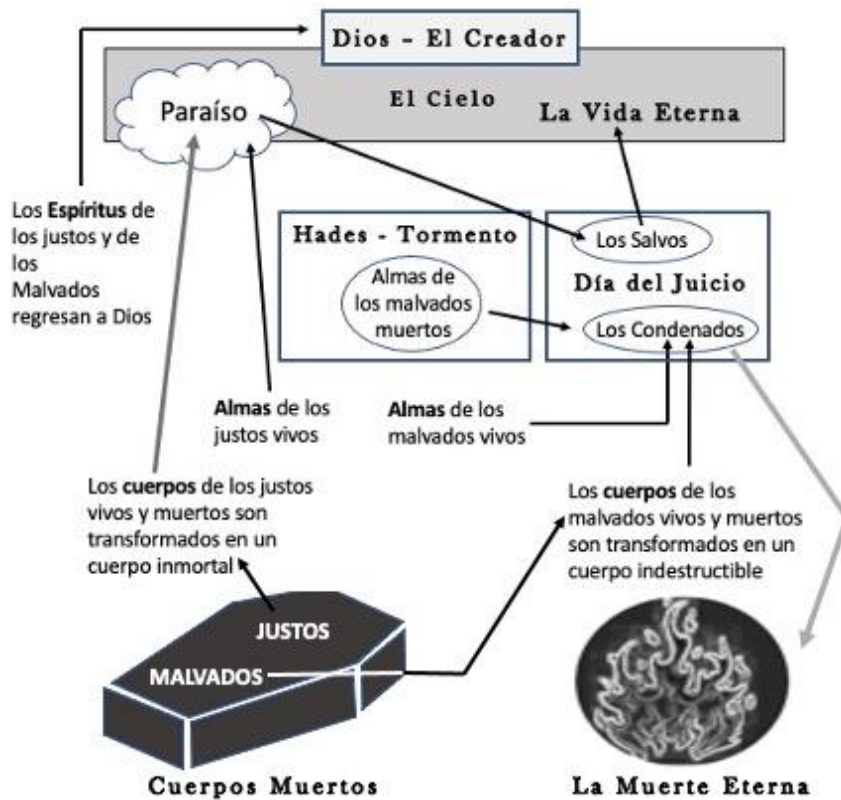 Dios – El Creador
El Cielo
Paraíso
La Vida Eterna
Los Espíritus de
los justos y de
los
Malvados
regresan a Dios
Hades - Tormento
Almas de
los malvados
muertos
Los Salvos
Día del Juicio
Los Condenados
Almas de los
justos vivos
Almas de los
malvados vivos
Los cuerpos de los justos
vivos y muertos son
transformados en un
cuerpo inmortal
Los cuerpos de los
malvados vivos y muertos
son transformados en un
cuerpo indestructible
JUSTOS
MALVADOS
Cuerpos Muertos
La Muerte Eterna